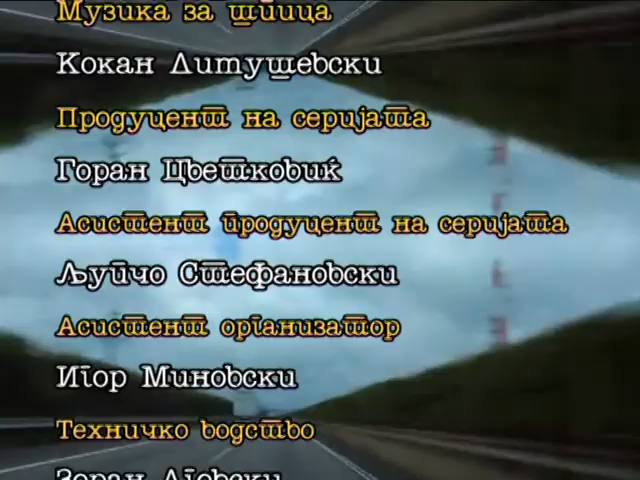 Музика за шпица
Кокан Димушевски
Продуцент на серијата
Горан Цветковиќ
Асистент продуцент на серијата
Љупчо Стефановски
Асистент организатор
Игор Миновски
Техничко водство
Зоран